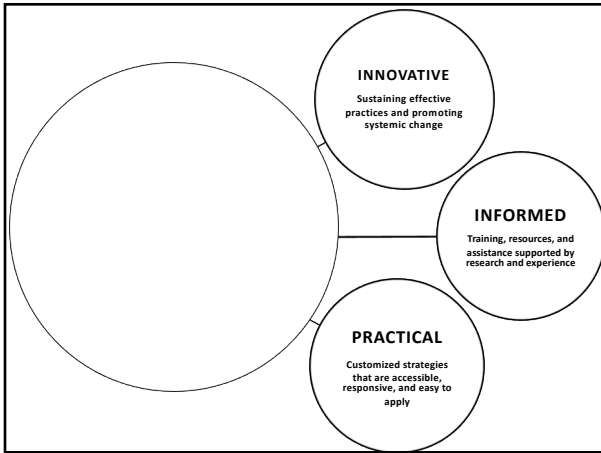 INNOVATIVE
Sustaining effective
practices and promoting
systemic change
INFORMED
Training, resources, and
assistance supported by
research and experience
PRACTICAL
Customized strategies
that are accessible,
responsive, and easy to
apply